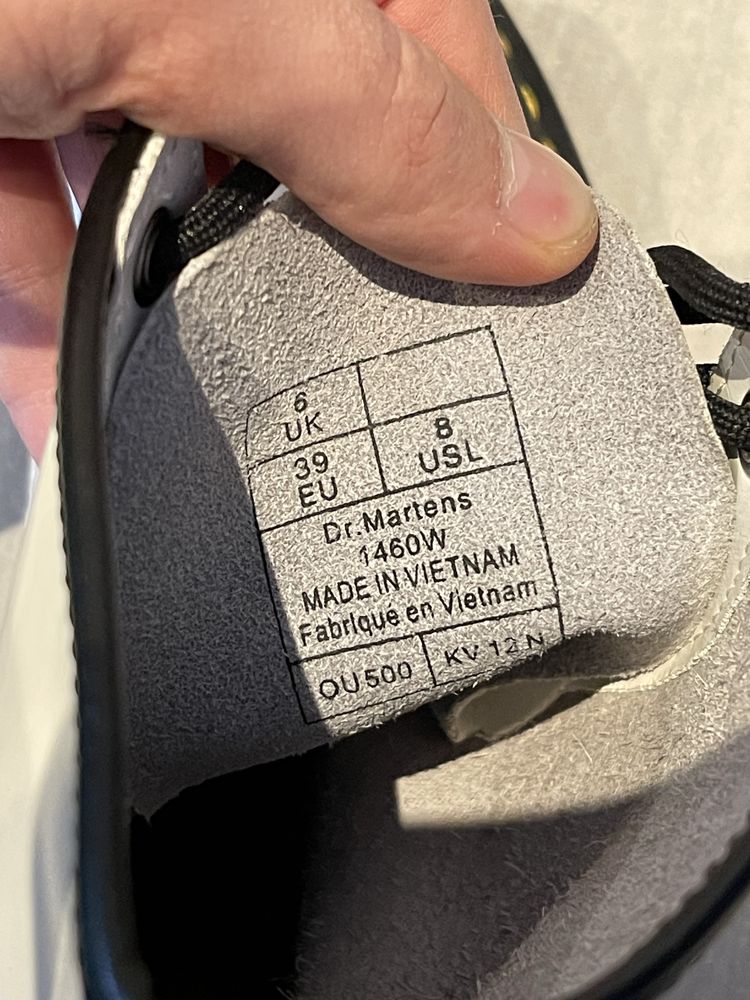 6
UK
39
EU
8
USL
Dr.Martens
1460W
MADE IN VIETNAM
Fabriqué en Vietnam
OU500
KV 12 N